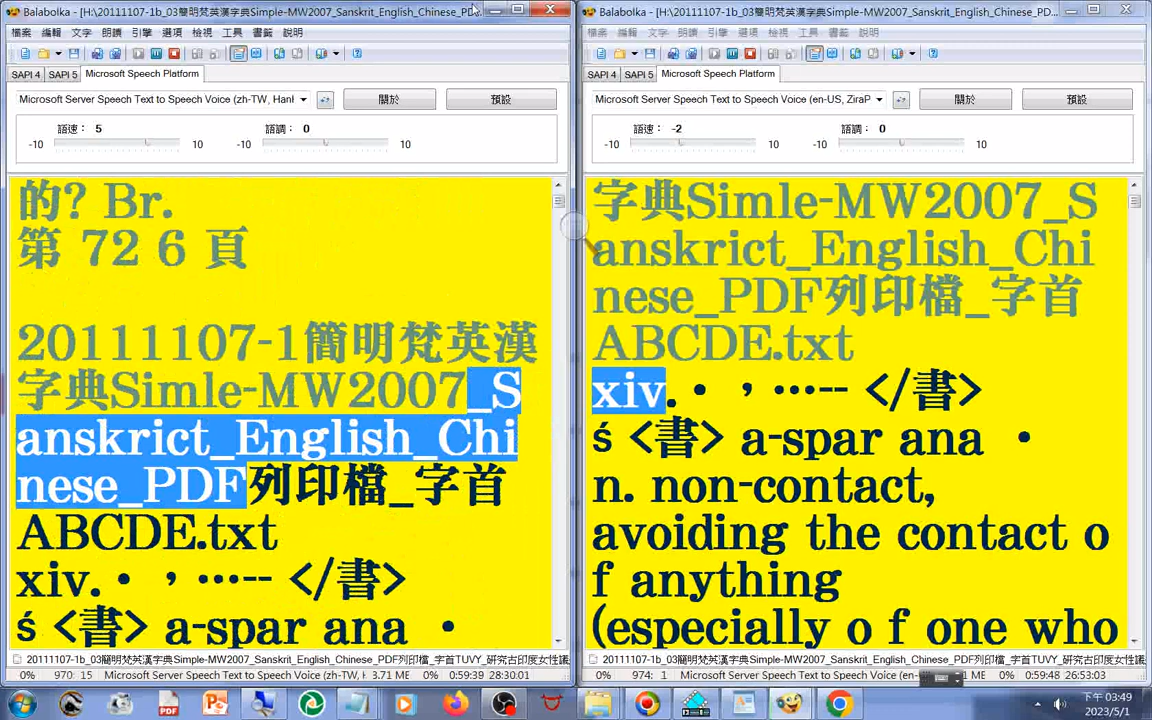 Balabolka - [H:\20111107-1b_03簡明梵英漢字典Simple-MW2007_Sanskrit_English_Chinese_PD...
檔案 編輯 文字 朗讀 引擎 選項 檢視 工具 書籤 說明
SAPI 4 SAPI 5 Microsoft Speech Platform
Microsoft Server Speech Text to Speech Voice (zh-TW, Hanl 關於 預設
語速： 5 語調： 0
-10 10 -10 10
的? Br.
第 72 6 頁
20111107-1簡明梵英漢
字典Simle-MW2007_S
anskrict_English_Chi
nese_PDF列印檔_字首
ABCDE.txt
xiv.・，···-- </書>
ś <書> a-spar ana ・
20111107-1b_03簡明梵英漢字典Simple-MW2007_Sanskrit_English_Chinese_PDF列印檔_字首TUVY_研究古印度女性議
0% 970: 15 Microsoft Server Speech Text to Speech Voice (zh-TW, H 3.71 ME 0% 0:59:39 28:30:01
Balabolka - [H:\20111107-1b_03簡明梵英漢字典Simple-MW2007_Sanskrit_English_Chinese_PD...
檔案 編輯 文字 朗讀 引擎 選項 檢視 工具 書籤 說明
SAPI 4 SAPI 5 Microsoft Speech Platform
Microsoft Server Speech Text to Speech Voice (en-US, ZiraP 關於 預設
語速： -2 語調： 0
-10 10 -10 10
字典Simle-MW2007_S
anskrict_English_Chi
nese_PDF列印檔_字首
ABCDE.txt
xiv.・，···-- </書>
ś <書> a-spar ana ・
n. non-contact,
avoiding the contact o
f anything
(especially o f one who
20111107-1b_03簡明梵英漢字典Simple-MW2007_Sanskrit_English_Chinese_PDF列印檔_字首TUVY_研究古印度女性議
0% 974: 1 Microsoft Server Speech Text to Speech Voice (en-US, ME 0% 0:59:48 26:53:03
下午 03:49
2023/5/1